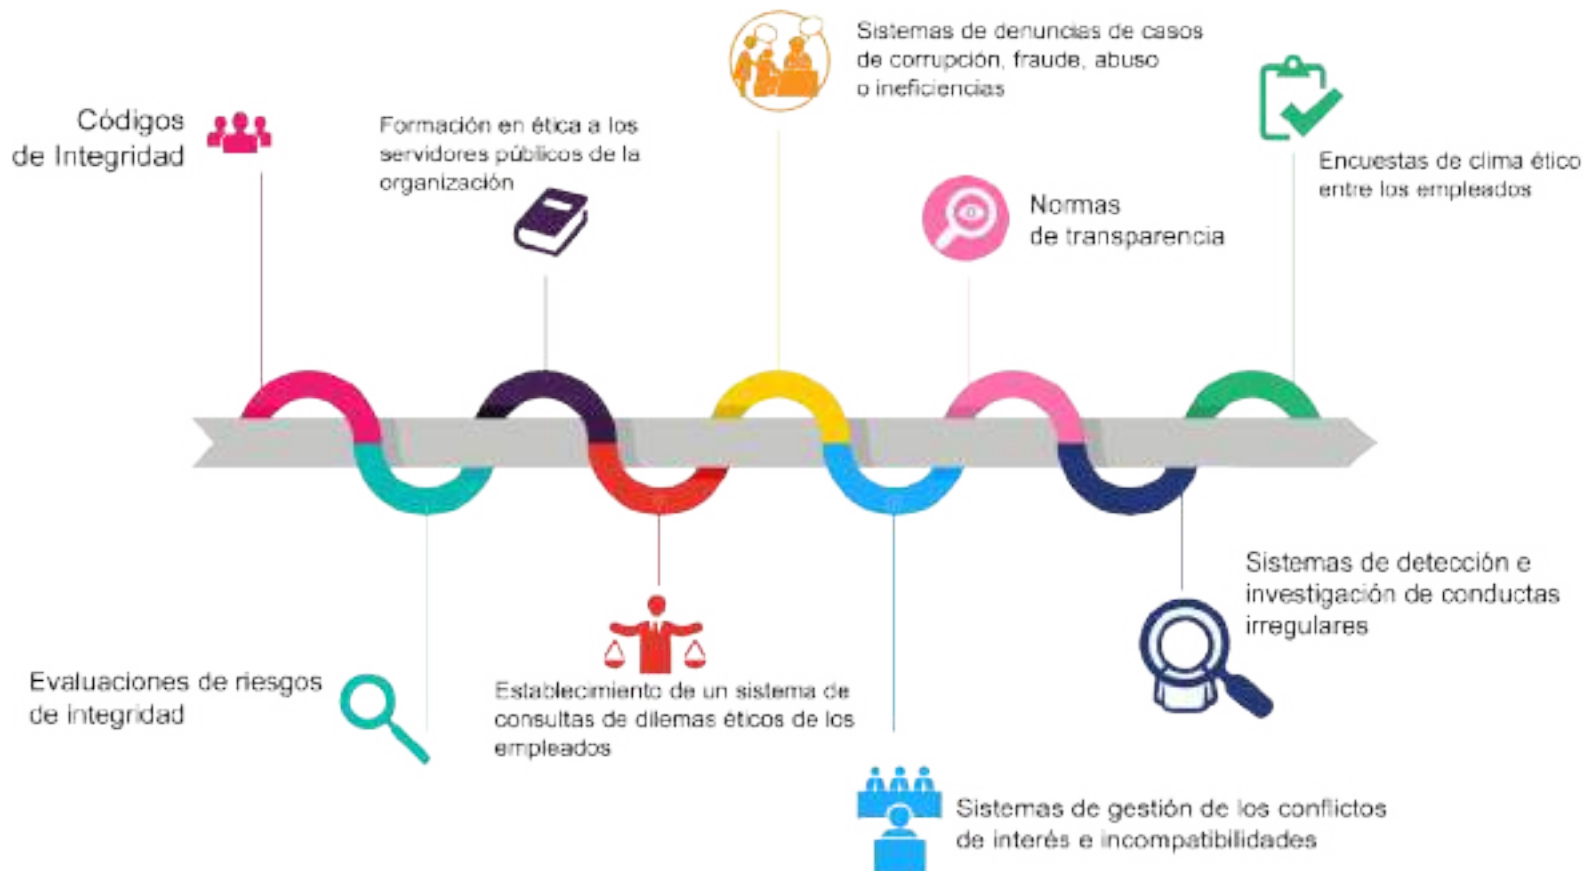 Códigos
de Integridad
Evaluaciones de riesgos
de integridad
Formación en ética a los
servidores públicos de la
organización
Establecimiento de un sistema de
consultas de dilemas éticos de los
empleados
Sistemas de denuncias de casos
de corrupción, fraude, abuso
o ineficiencias
Sistemas de gestión de los conflictos
de interés e incompatibilidades
Normas
de transparencia
Sistemas de detección e
investigación de conductas
irregulares
Encuestas de clima ético
entre los empleados